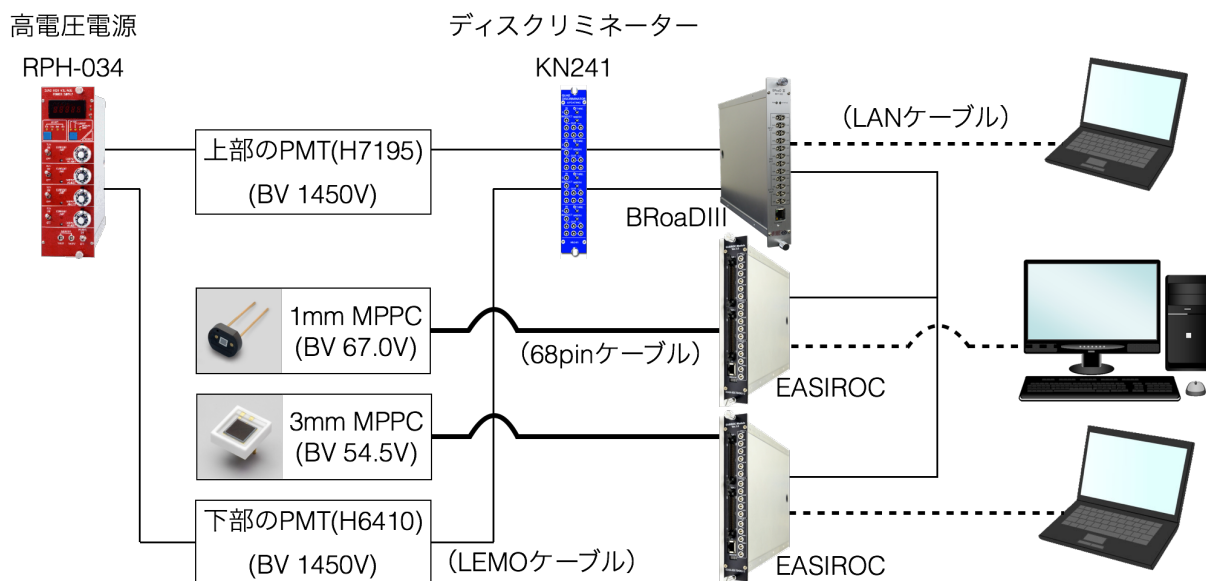 高電圧電源
RPH-034
ディスクリミネーター
KN241
(LANケーブル)
上部のPMT(H7195)
(BV 1450V)
BRoaDIII
1mm MPPC
(BV 67.0V)
(68pinケーブル)
EASIROC
3mm MPPC
(BV 54.5V)
下部のPMT(H6410)
(BV 1450V)
(LEMOケーブル)
EASIROC